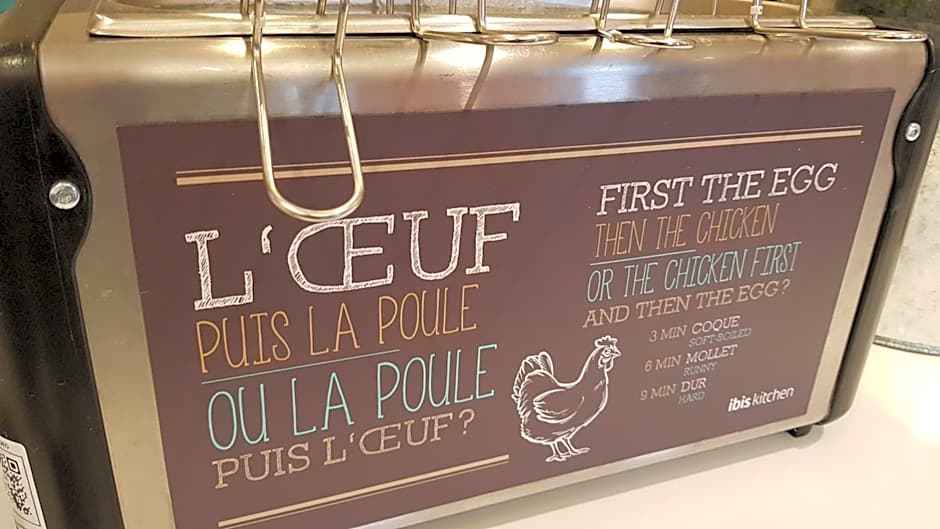 L'ŒUF
PUIS LA POULE
OU LA POULE
PUIS L'ŒUF?
FIRST THE EGG
THEN THE CHICKEN
OR THE CHICKEN FIRST
AND THEN THE EGG?
3 MIN COQUE
SOFT-BOILED
6 MIN MOLLET
RUNNY
9 MIN DUR
HARD
ibis kitchen